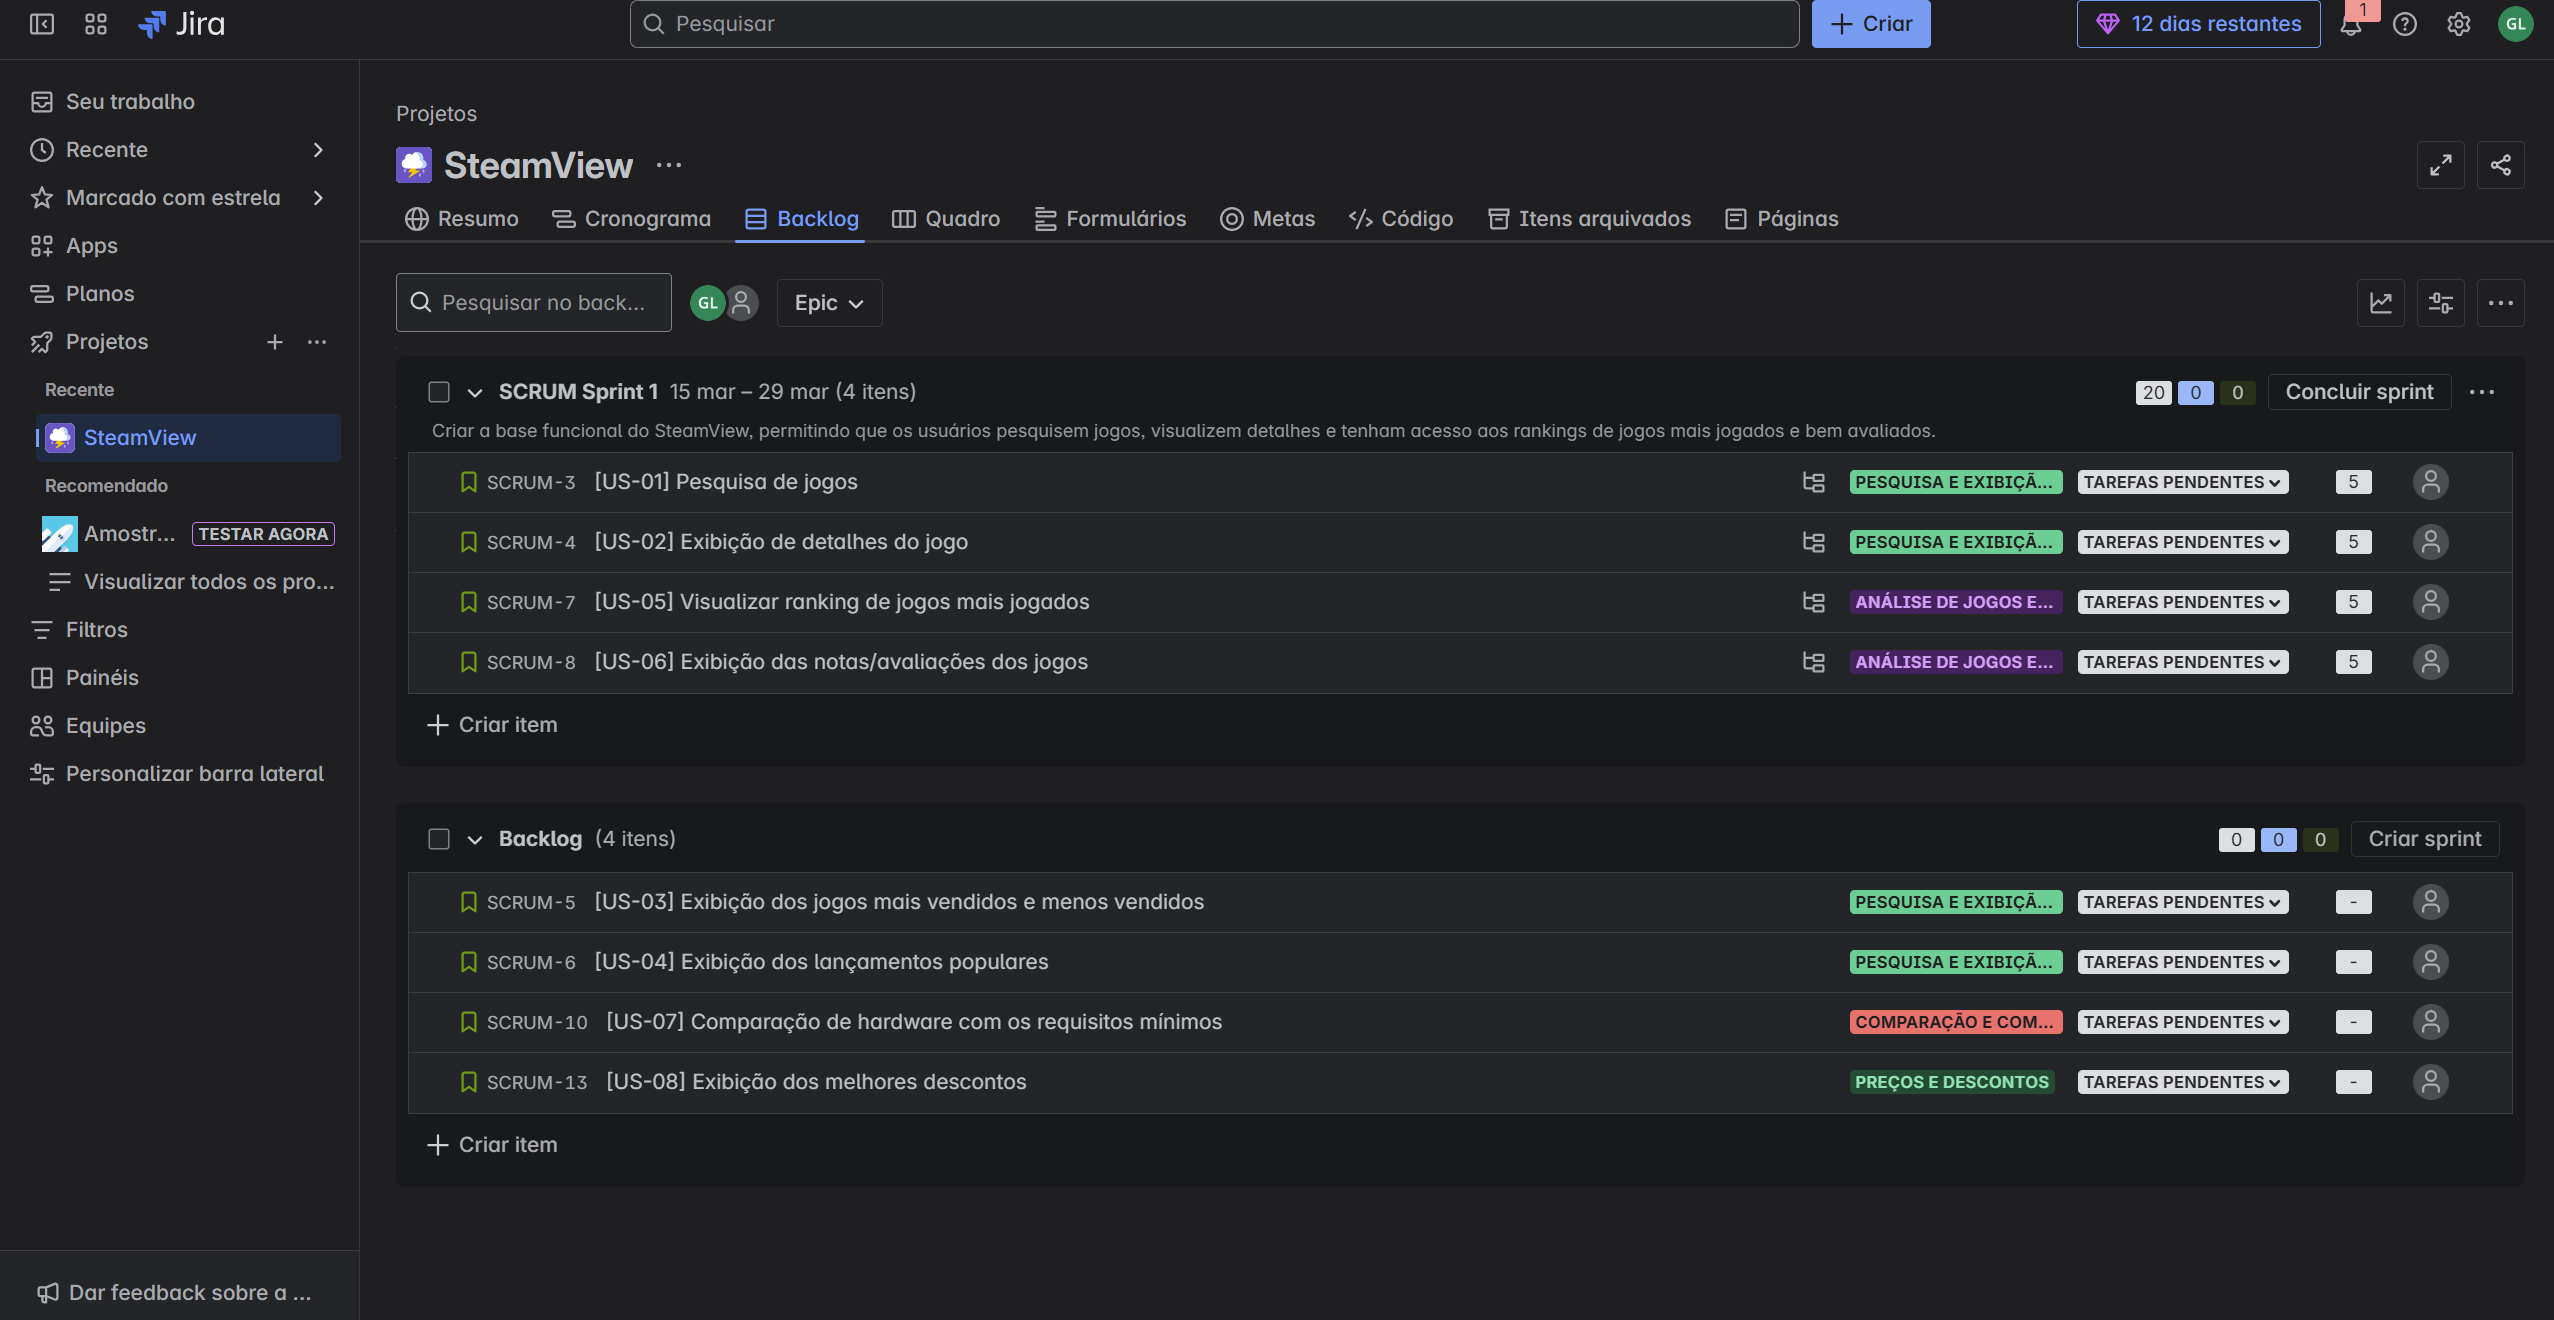 Jira
Pesquisar
Criar
12 dias restantes
1
GL
Seu trabalho
Recente
Marcado com estrela
Apps
Planos
Projetos
Recente
SteamView
Recomendado
Amostr... TESTAR AGORA
Visualizar todos os pro...
Filtros
Painéis
Equipes
Personalizar barra lateral
Dar feedback sobre a ...
Projetos
SteamView
Resumo Cronograma Backlog Quadro Formulários Metas Código Itens arquivados Páginas
Pesquisar no back... GL Epic
SCRUM Sprint 1 15 mar – 29 mar (4 itens) 20 0 0 Concluir sprint
Criar a base funcional do SteamView, permitindo que os usuários pesquisem jogos, visualizem detalhes e tenham acesso aos rankings de jogos mais jogados e bem avaliados.
SCRUM-3 [US-01] Pesquisa de jogos PESQUISA E EXIBIÇÃ... TAREFAS PENDENTES 5
SCRUM-4 [US-02] Exibição de detalhes do jogo PESQUISA E EXIBIÇÃ... TAREFAS PENDENTES 5
SCRUM-7 [US-05] Visualizar ranking de jogos mais jogados ANÁLISE DE JOGOS E... TAREFAS PENDENTES 5
SCRUM-8 [US-06] Exibição das notas/avaliações dos jogos ANÁLISE DE JOGOS E... TAREFAS PENDENTES 5
Criar item
Backlog (4 itens) 0 0 0 Criar sprint
SCRUM-5 [US-03] Exibição dos jogos mais vendidos e menos vendidos PESQUISA E EXIBIÇÃ... TAREFAS PENDENTES -
SCRUM-6 [US-04] Exibição dos lançamentos populares PESQUISA E EXIBIÇÃ... TAREFAS PENDENTES -
SCRUM-10 [US-07] Comparação de hardware com os requisitos mínimos COMPARAÇÃO E COM... TAREFAS PENDENTES -
SCRUM-13 [US-08] Exibição dos melhores descontos PREÇOS E DESCONTOS TAREFAS PENDENTES -
Criar item